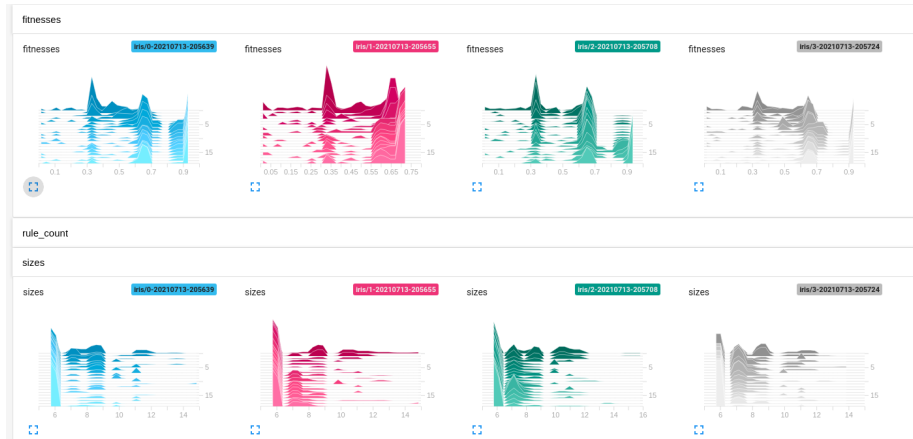 fitnesses
fitnesses iris/0-20210713-205639 fitnesses iris/1-20210713-205655 fitnesses iris/2-20210713-205708 fitnesses iris/3-20210713-205724
5 5 5 5
15 15 15 15
0.1 0.3 0.5 0.7 0.9 0.05 0.15 0.25 0.35 0.45 0.55 0.65 0.75 0.1 0.3 0.5 0.7 0.9 0.1 0.3 0.5 0.7 0.9
rule_count
sizes
sizes iris/0-20210713-205639 sizes iris/1-20210713-205655 sizes iris/2-20210713-205708 sizes iris/3-20210713-205724
5 5 5 5
15 15 15 15
6 8 10 12 14 6 8 10 12 14 6 8 10 12 14 16 6 8 10 12 14